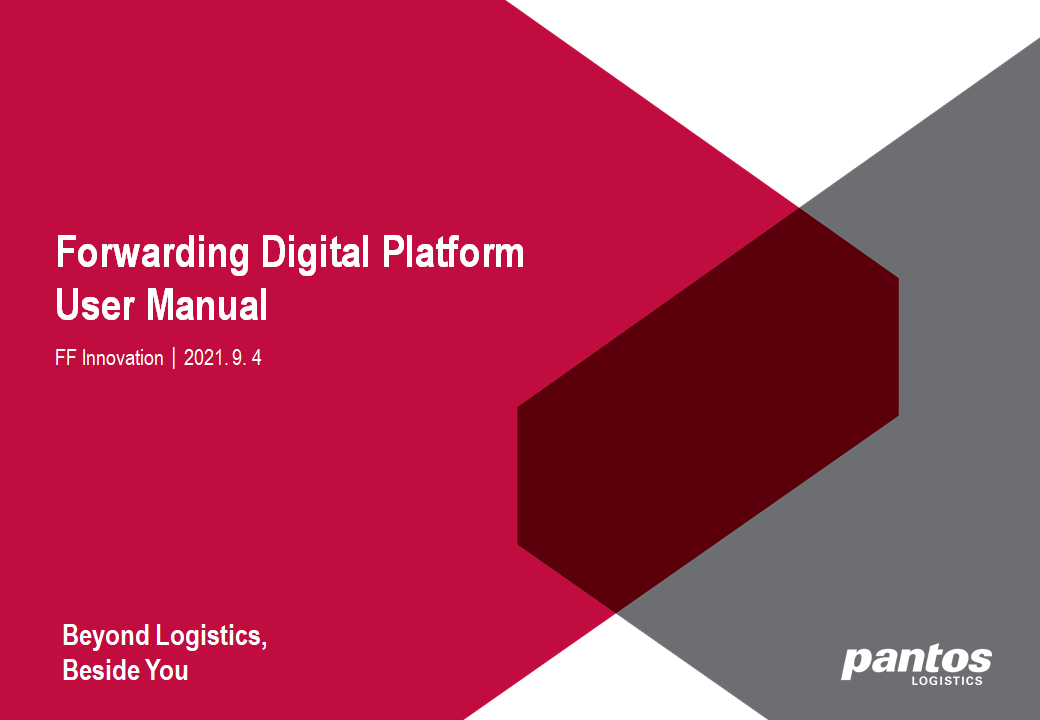 Forwarding Digital Platform
User Manual
FF Innovation│2021. 9. 4
Beyond Logistics,
Beside You
pantos
LOGISTICS